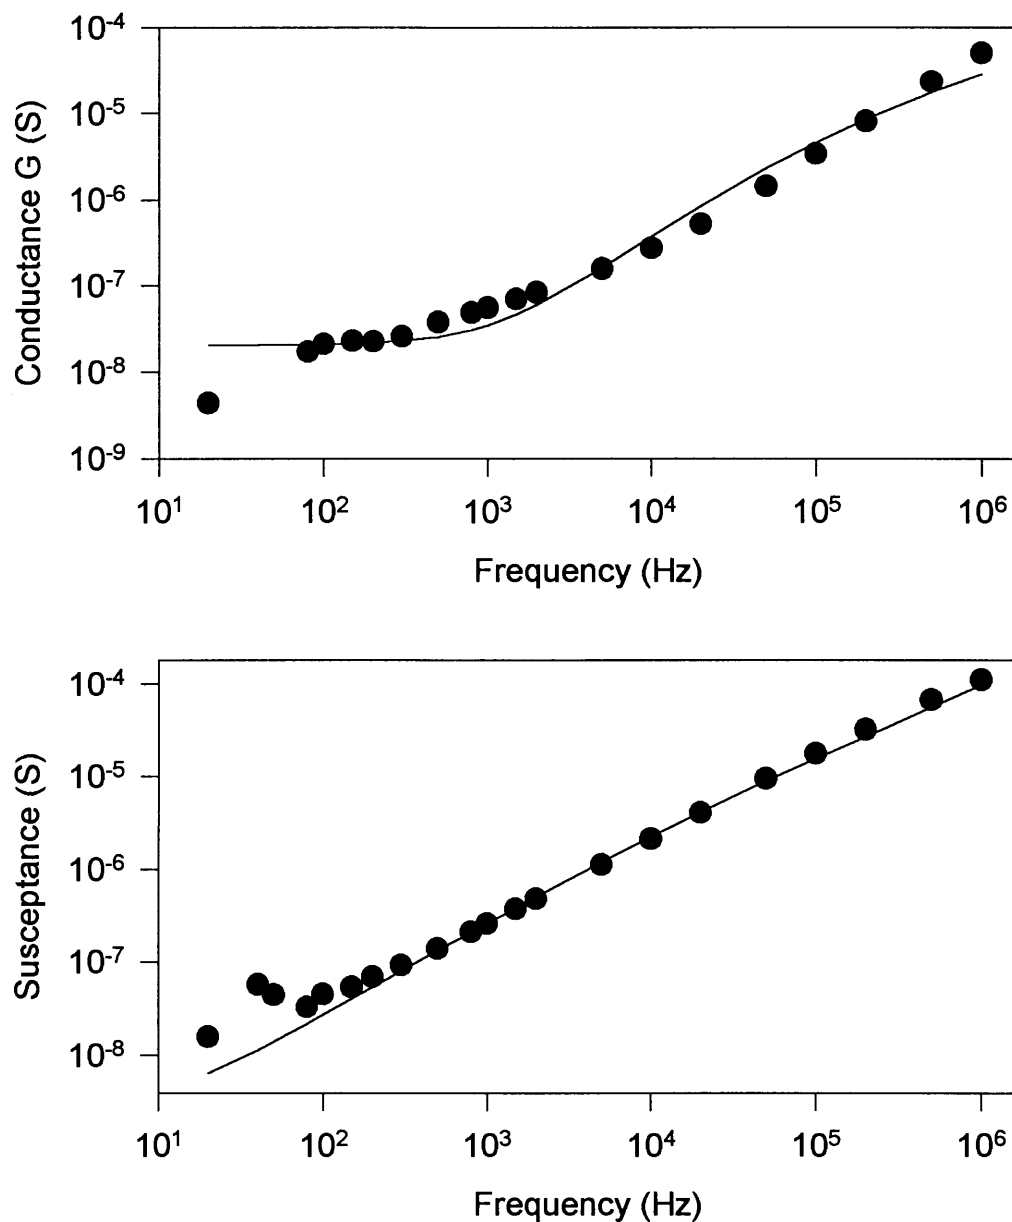 10⁻⁴
10⁻⁵
10⁻⁶
10⁻⁷
10⁻⁸
10⁻⁹
Conductance G (S)
10¹ 10² 10³ 10⁴ 10⁵ 10⁶
Frequency (Hz)
10⁻⁴
10⁻⁵
10⁻⁶
10⁻⁷
10⁻⁸
Susceptance (S)
10¹ 10² 10³ 10⁴ 10⁵ 10⁶
Frequency (Hz)